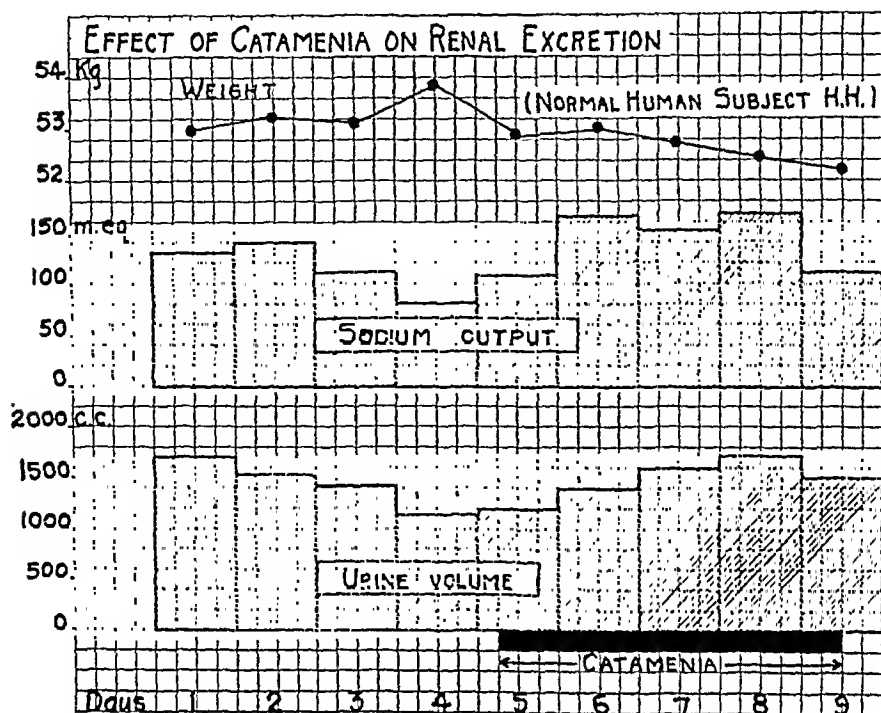 EFFECT OF CATAMENIA ON RENAL EXCRETION
54 Kg
WEIGHT
(NORMAL HUMAN SUBJECT H.H.)
53
52
150 m.eq.
100
50
SODIUM OUTPUT
0
2000 c.c.
1500
1000
500
URINE VOLUME
0
CATAMENIA
Days 1 2 3 4 5 6 7 8 9